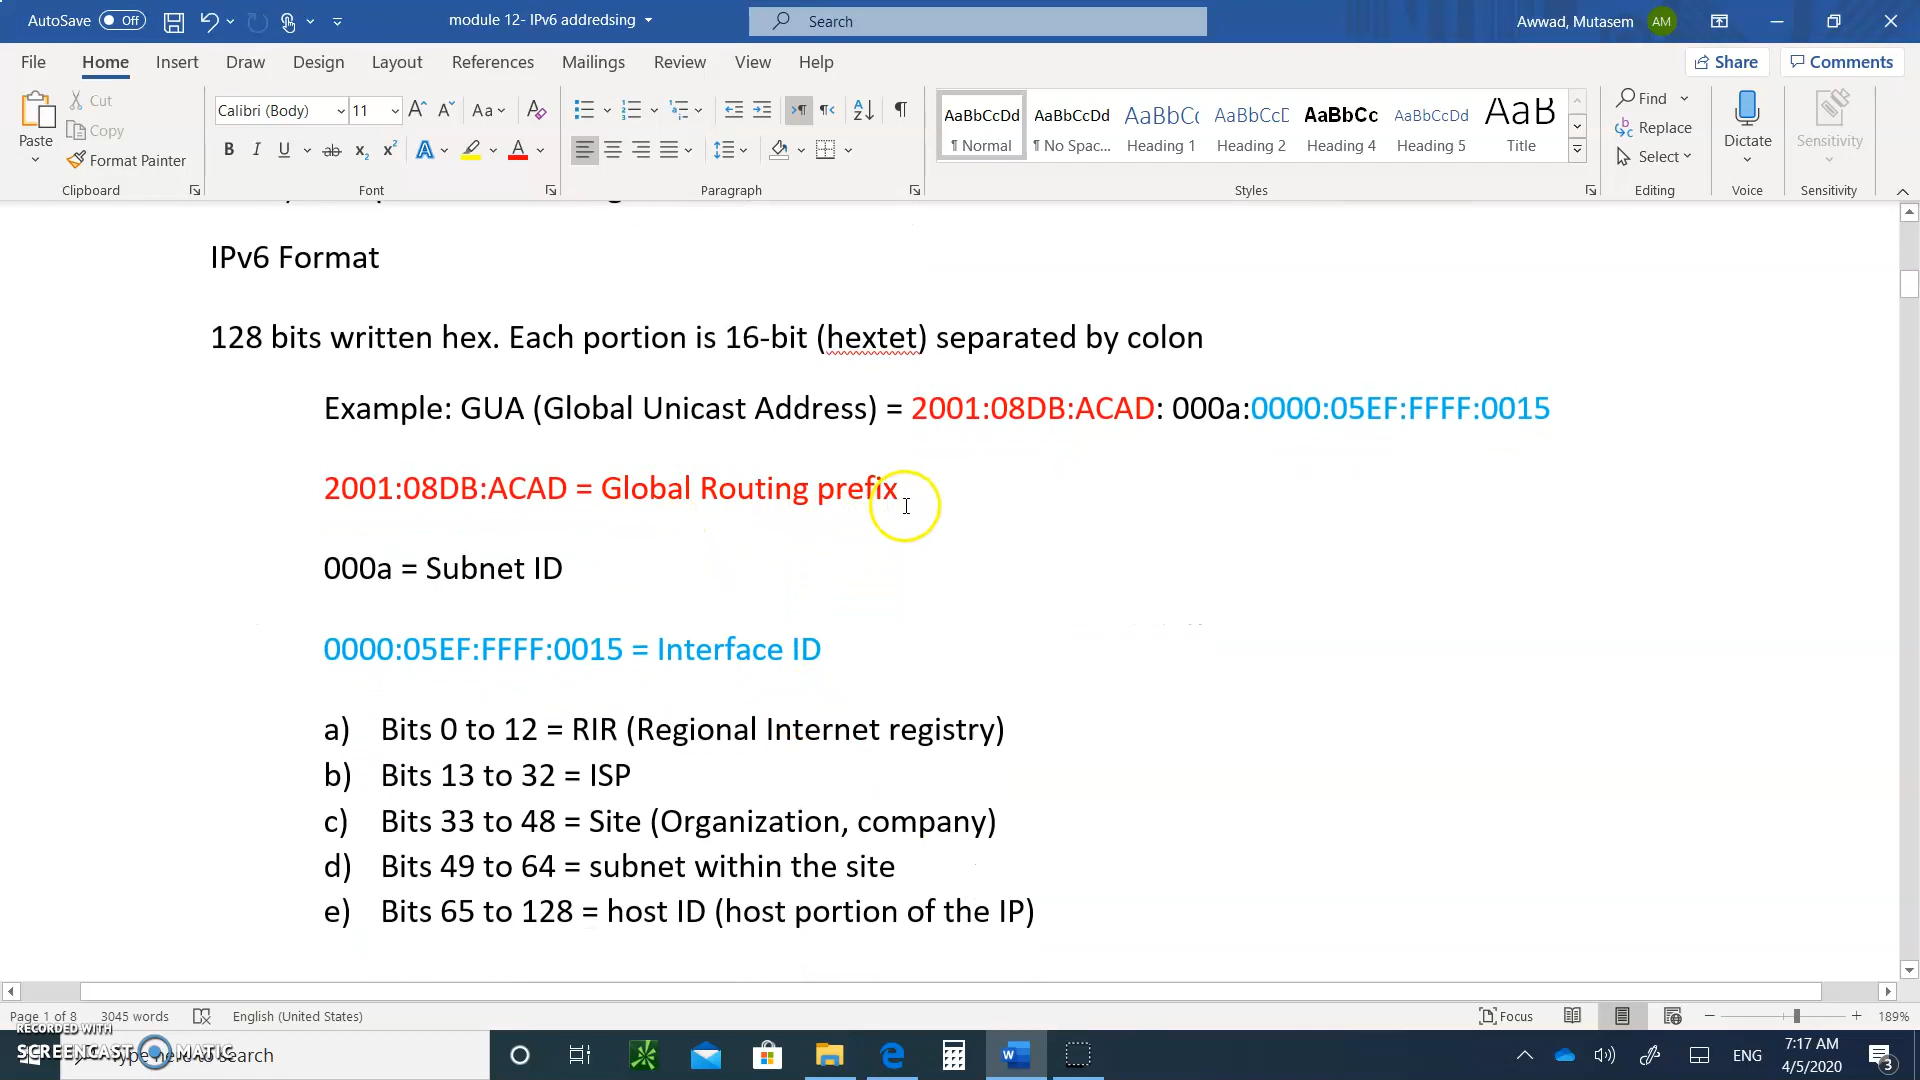 AutoSave Off module 12- IPv6 addredsing Search Awwad, Mutasem AM
File Home Insert Draw Design Layout References Mailings Review View Help Share Comments
Cut
Copy
Paste
Format Painter
Calibri (Body) 11
AaBbCcDd AaBbCcDd AaBbCc AaBbCcD AaBbCc AaBbCcDd AaB
¶ Normal ¶ No Spac... Heading 1 Heading 2 Heading 4 Heading 5 Title
Find
Replace
Select
Dictate
Sensitivity
Clipboard Font Paragraph Styles Editing Voice Sensitivity
IPv6 Format
128 bits written hex. Each portion is 16-bit (hextet) separated by colon
Example: GUA (Global Unicast Address) = 2001:08DB:ACAD: 000a:0000:05EF:FFFF:0015
2001:08DB:ACAD = Global Routing prefix
000a = Subnet ID
0000:05EF:FFFF:0015 = Interface ID
a) Bits 0 to 12 = RIR (Regional Internet registry)
b) Bits 13 to 32 = ISP
c) Bits 33 to 48 = Site (Organization, company)
d) Bits 49 to 64 = subnet within the site
e) Bits 65 to 128 = host ID (host portion of the IP)
Page 1 of 8 3045 words English (United States) Focus 189%
RECORDED WITH
SCREENCAST MATIC
Type here to search
ENG
7:17 AM
4/5/2020
3